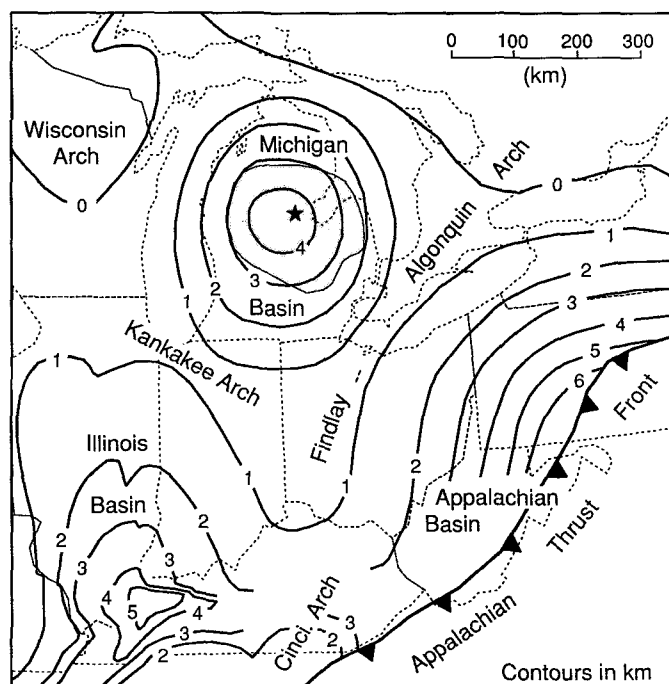 0 100 200 300
(km)
Wisconsin
Arch
Michigan
Arch
0
0
Algonquin
4
1
3
2
2
1
Basin
3
Kankakee Arch
4
5
1
6
Front
Illinois
Findlay
Basin
1
1
2
Appalachian
Basin
2
2
3
3
Thrust
4
5
4
3
2
Cinci. Arch
3
2
Appalachian
Contours in km